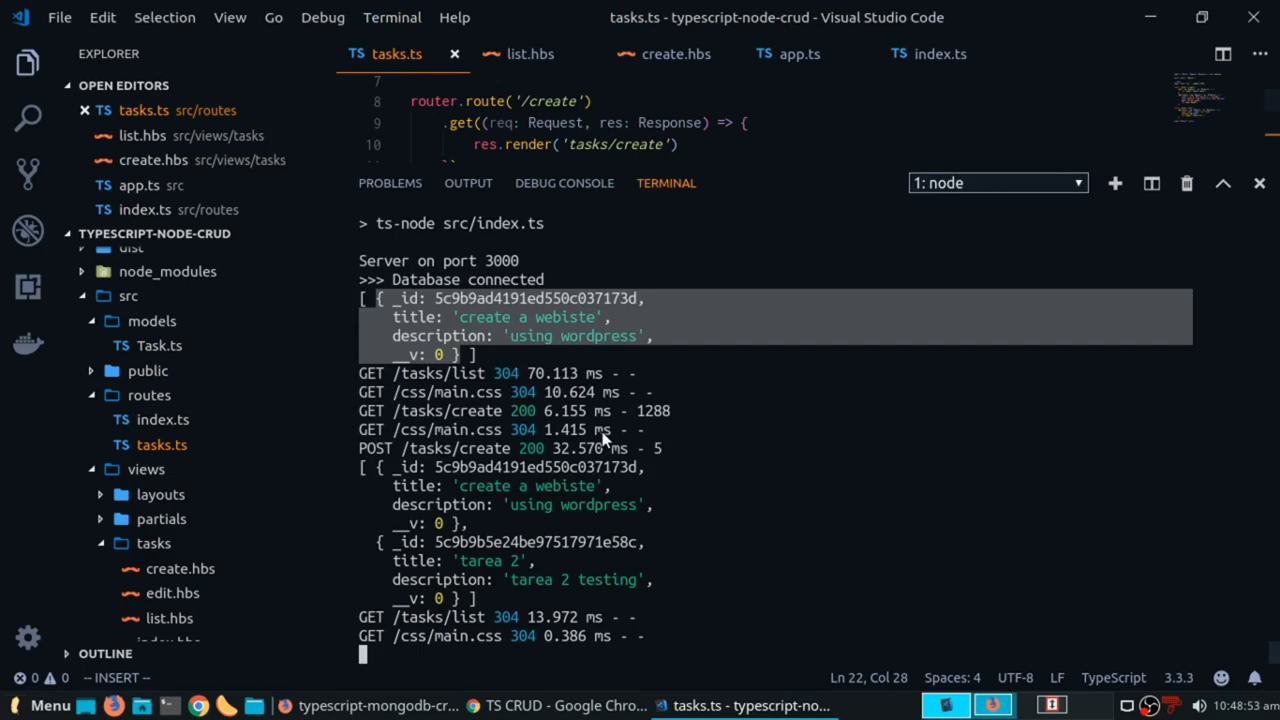 File Edit Selection View Go Debug Terminal Help tasks.ts - typescript-node-crud - Visual Studio Code
EXPLORER
OPEN EDITORS
TS tasks.ts src/routes
list.hbs src/views/tasks
create.hbs src/views/tasks
TS app.ts src
TS index.ts src/routes
TYPESCRIPT-NODE-CRUD
dist
node_modules
src
models
TS Task.ts
public
routes
TS index.ts
TS tasks.ts
views
layouts
partials
tasks
create.hbs
edit.hbs
list.hbs
index.hbs
OUTLINE
TS tasks.ts list.hbs create.hbs TS app.ts TS index.ts
7
8 router.route('/create')
9 .get((req: Request, res: Response) => {
10 res.render('tasks/create')
PROBLEMS OUTPUT DEBUG CONSOLE TERMINAL 1: node
> ts-node src/index.ts
Server on port 3000
>>> Database connected
[ { _id: 5c9b9ad4191ed550c037173d,
title: 'create a webiste',
description: 'using wordpress',
__v: 0 } ]
GET /tasks/list 304 70.113 ms - -
GET /css/main.css 304 10.624 ms - -
GET /tasks/create 200 6.155 ms - 1288
GET /css/main.css 304 1.415 ms - -
POST /tasks/create 200 32.570 ms - 5
[ { _id: 5c9b9ad4191ed550c037173d,
title: 'create a webiste',
description: 'using wordpress',
__v: 0 },
{ _id: 5c9b9b5e24be97517971e58c,
title: 'tarea 2',
description: 'tarea 2 testing',
__v: 0 } ]
GET /tasks/list 304 13.972 ms - -
GET /css/main.css 304 0.386 ms - -
0 0 -- INSERT -- Ln 22, Col 28 Spaces: 4 UTF-8 LF TypeScript 3.3.3
Menu typescript-mongodb-cr... TS CRUD - Google Chro... tasks.ts - typescript-no... 10:48:53 am